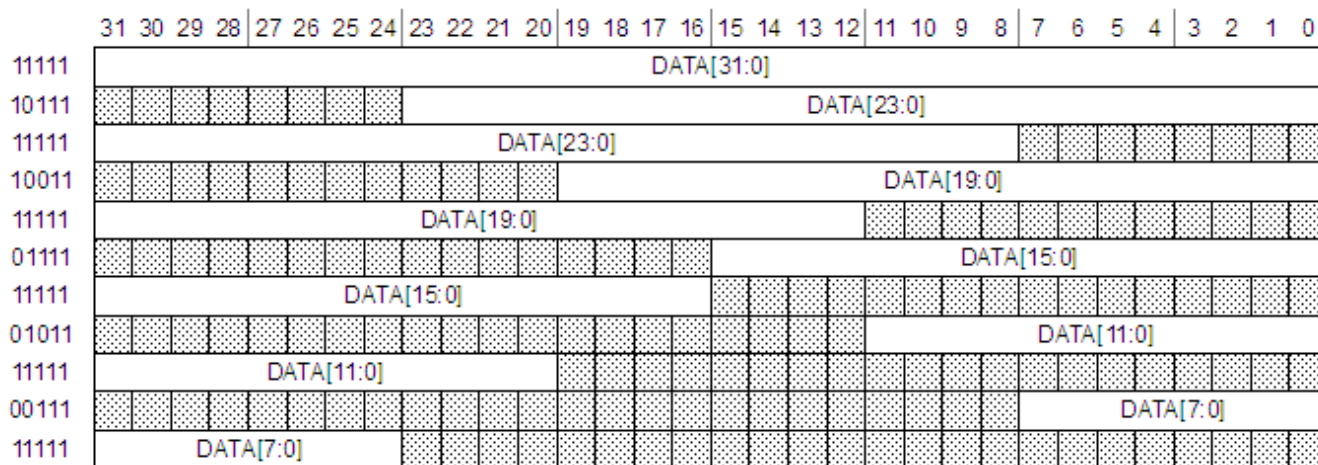 31 30 29 28 27 26 25 24 23 22 21 20 19 18 17 16 15 14 13 12 11 10 9 8 7 6 5 4 3 2 1 0
11111 DATA[31:0]
10111 DATA[23:0]
11111 DATA[23:0]
10011 DATA[19:0]
11111 DATA[19:0]
01111 DATA[15:0]
11111 DATA[15:0]
01011 DATA[11:0]
11111 DATA[11:0]
00111 DATA[7:0]
11111 DATA[7:0]